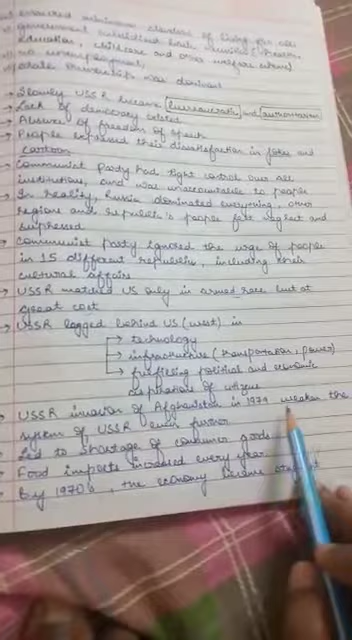 ensured minimum standard of living for all
government subsidised basic necessities (health,
Education, childcare and other welfare schemes)
no unemployment
state ownership was dominant
→ Slowly USSR became bureaucratic and authoritarian
→ Lack of democracy
→ Absence of freedom of speech
→ People expressed their dissatisfaction in jokes and
cartoon
→ Communist Party had tight control over all
institutions, and was unaccountable to people
→ In reality, Russia dominated everything, other
regions and republic's people felt neglect and
suppressed
→ Communist party ignored the urge of people
in 15 different republics, including their
cultural affairs
→ USSR matched US only in armed race but at
great cost
→ USSR lagged behind US (west) in
→ technology
→ infrastructure (transportation, power)
→ fulfilling political and economic
aspiration of citizens
→ USSR invasion of Afghanistan in 1979 weaken the
system of USSR even further
→ Led to shortage of consumer goods
→ Food imports increased every year
→ By 1970's, the economy became